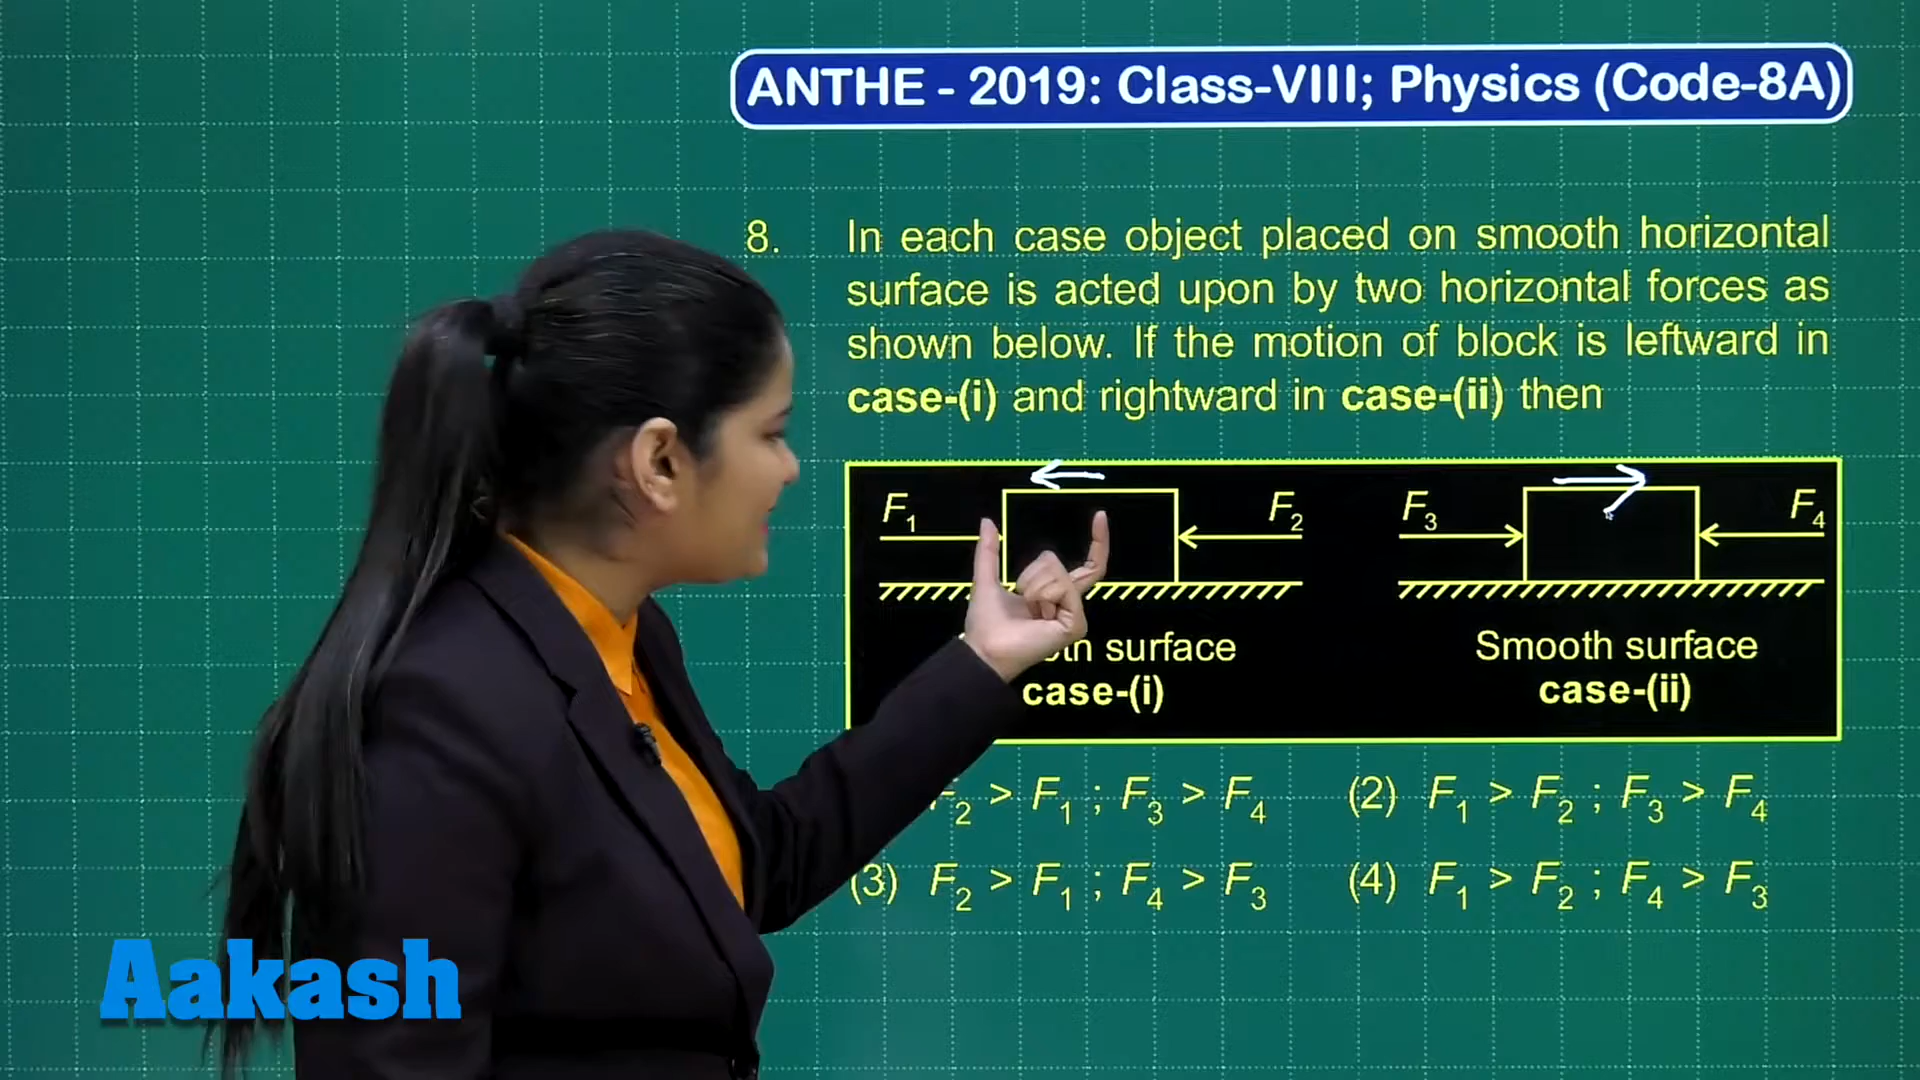 ANTHE - 2019: Class-VIII; Physics (Code-8A)
8. In each case object placed on smooth horizontal
surface is acted upon by two horizontal forces as
shown below. If the motion of block is leftward in
case-(i) and rightward in case-(ii) then
F₁ F₂ F₃ F₄
surface Smooth surface
case-(i) case-(ii)
F₂ > F₁ ; F₃ > F₄ (2) F₁ > F₂ ; F₃ > F₄
(3) F₂ > F₁ ; F₄ > F₃ (4) F₁ > F₂ ; F₄ > F₃
Aakash